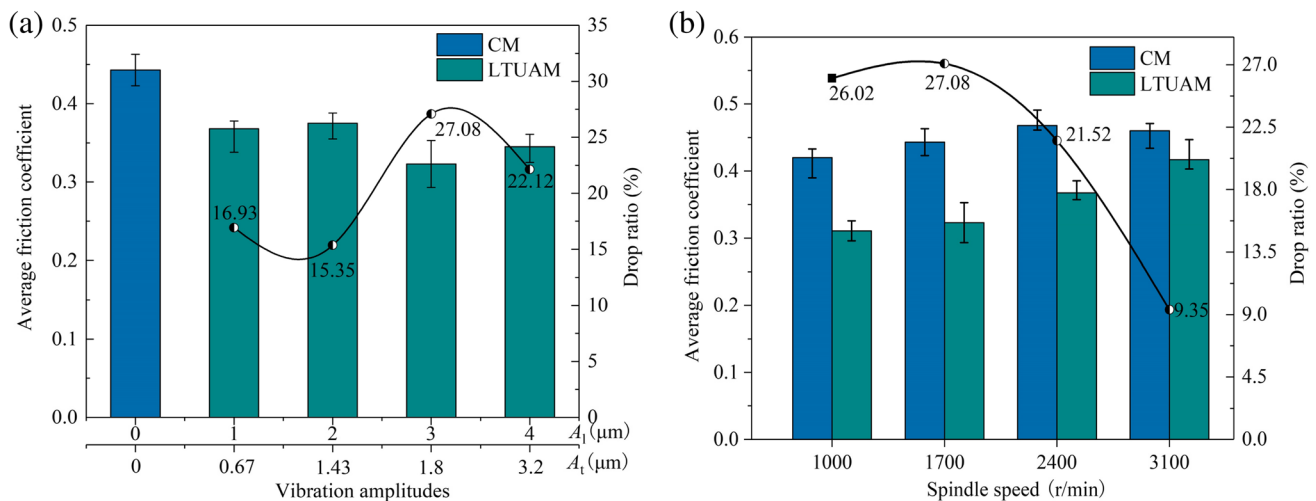 (a)
Average friction coefficient
0.5
0.4
0.3
0.2
0.1
0.0
CM
LTUAM
16.93
15.35
27.08
22.12
35
30
25
20
15
10
5
0
Drop ratio (%)
0 1 2 3 4 Al(μm)
0 0.67 1.43 1.8 3.2 At(μm)
Vibration amplitudes
(b)
Average friction coefficient
0.6
0.5
0.4
0.3
0.2
0.1
0.0
CM
LTUAM
26.02
27.08
21.52
9.35
27.0
22.5
18.0
13.5
9.0
4.5
0.0
Drop ratio (%)
1000 1700 2400 3100
Spindle speed (r/min)